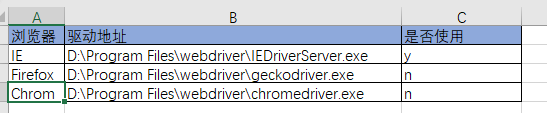 A B C
浏览器 驱动地址 是否使用
IE D:\Program Files\webdriver\IEDriverServer.exe y
Firefox D:\Program Files\webdriver\geckodriver.exe n
Chrom D:\Program Files\webdriver\chromedriver.exe n